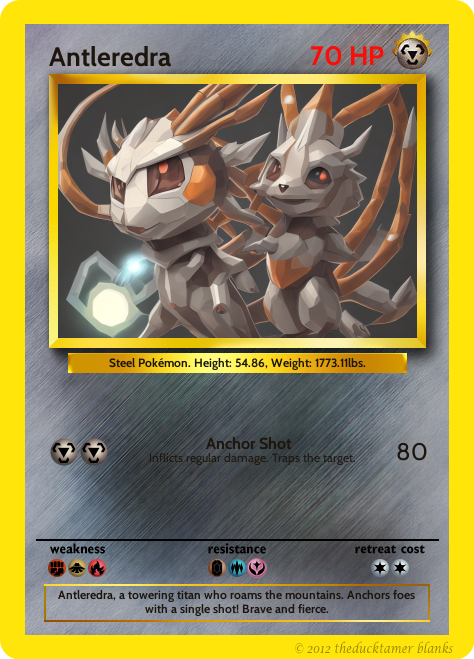 Antleredra 70 HP
Steel Pokémon. Height: 54.86, Weight: 1773.11lbs.
Anchor Shot
Inflicts regular damage. Traps the target.
80
weakness resistance retreat cost
Antleredra, a towering titan who roams the mountains. Anchors foes
with a single shot! Brave and fierce.
© 2012 theducktamer blanks